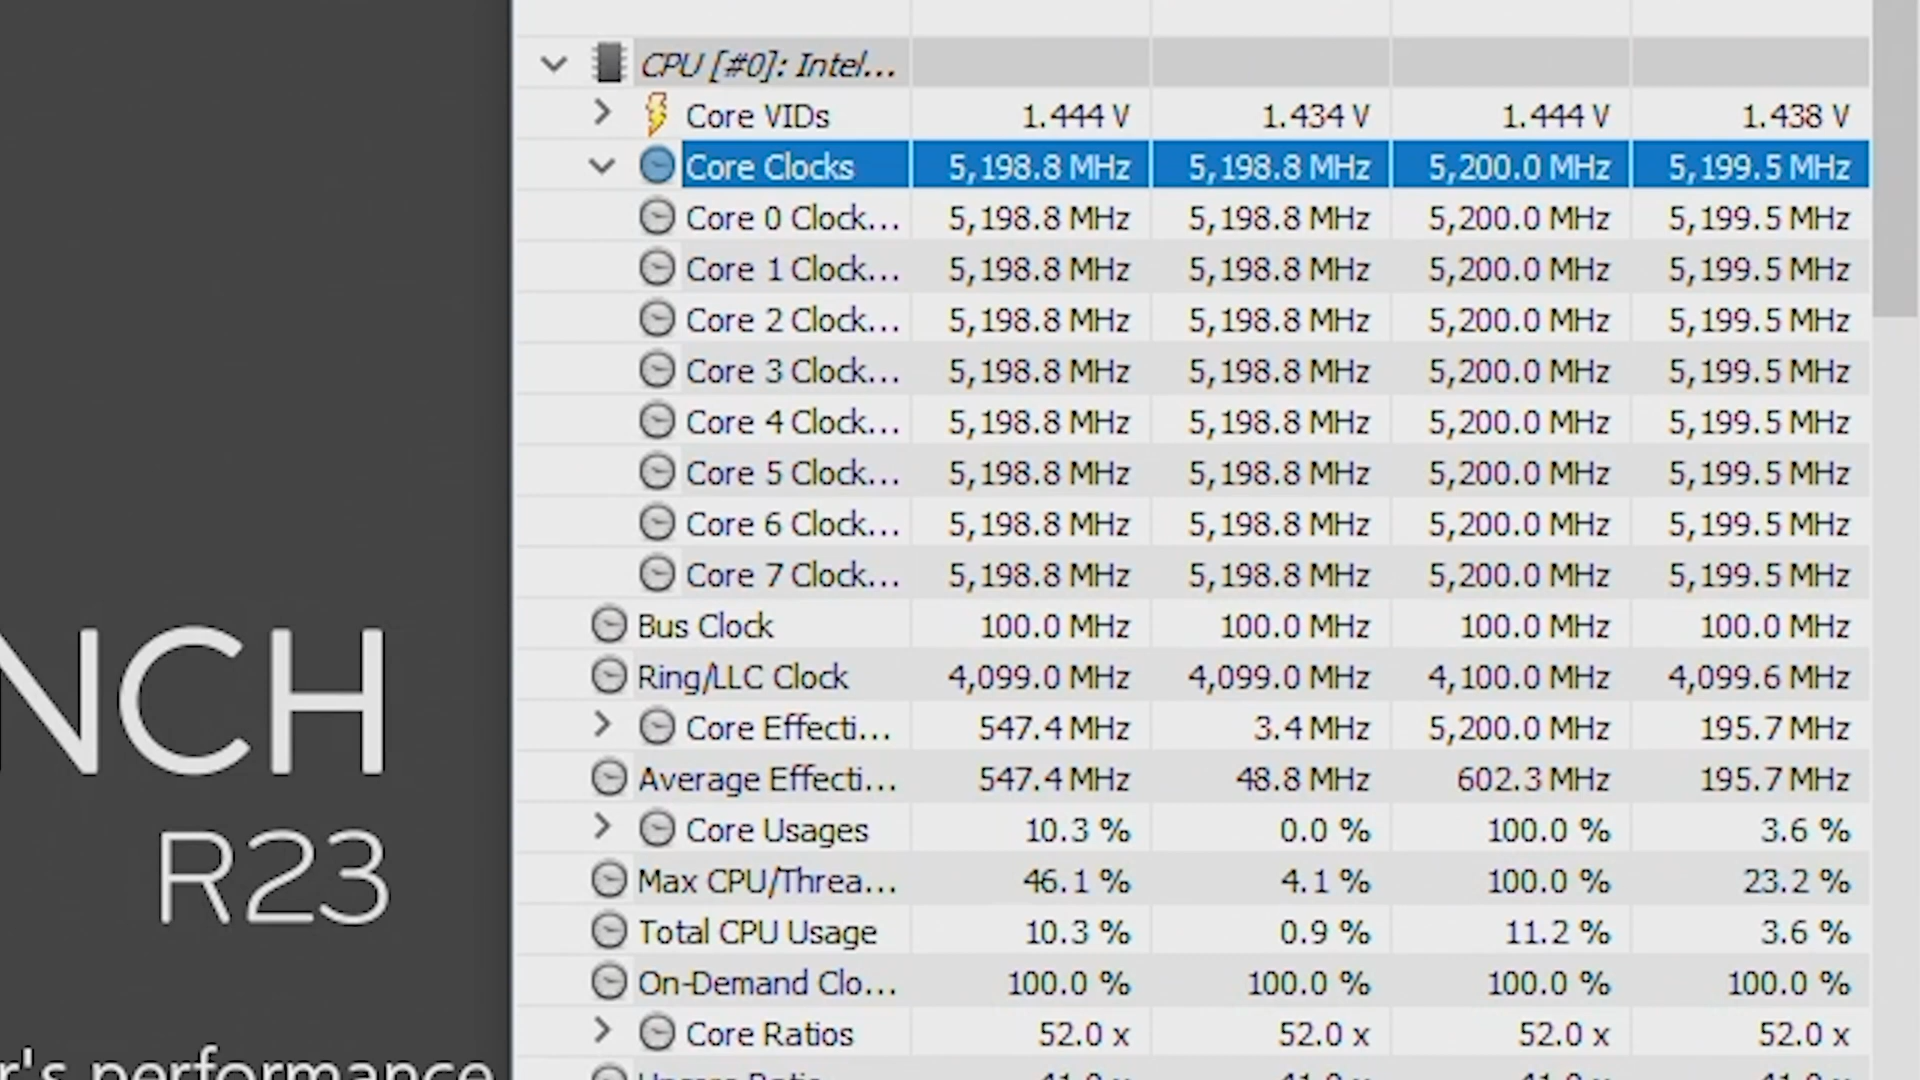 NCH
R23
r's performance
CPU [#0]: Intel...
Core VIDs 1.444 V 1.434 V 1.444 V 1.438 V
Core Clocks 5,198.8 MHz 5,198.8 MHz 5,200.0 MHz 5,199.5 MHz
Core 0 Clock... 5,198.8 MHz 5,198.8 MHz 5,200.0 MHz 5,199.5 MHz
Core 1 Clock... 5,198.8 MHz 5,198.8 MHz 5,200.0 MHz 5,199.5 MHz
Core 2 Clock... 5,198.8 MHz 5,198.8 MHz 5,200.0 MHz 5,199.5 MHz
Core 3 Clock... 5,198.8 MHz 5,198.8 MHz 5,200.0 MHz 5,199.5 MHz
Core 4 Clock... 5,198.8 MHz 5,198.8 MHz 5,200.0 MHz 5,199.5 MHz
Core 5 Clock... 5,198.8 MHz 5,198.8 MHz 5,200.0 MHz 5,199.5 MHz
Core 6 Clock... 5,198.8 MHz 5,198.8 MHz 5,200.0 MHz 5,199.5 MHz
Core 7 Clock... 5,198.8 MHz 5,198.8 MHz 5,200.0 MHz 5,199.5 MHz
Bus Clock 100.0 MHz 100.0 MHz 100.0 MHz 100.0 MHz
Ring/LLC Clock 4,099.0 MHz 4,099.0 MHz 4,100.0 MHz 4,099.6 MHz
Core Effecti... 547.4 MHz 3.4 MHz 5,200.0 MHz 195.7 MHz
Average Effecti... 547.4 MHz 48.8 MHz 602.3 MHz 195.7 MHz
Core Usages 10.3 % 0.0 % 100.0 % 3.6 %
Max CPU/Threa... 46.1 % 4.1 % 100.0 % 23.2 %
Total CPU Usage 10.3 % 0.9 % 11.2 % 3.6 %
On-Demand Clo... 100.0 % 100.0 % 100.0 % 100.0 %
Core Ratios 52.0 x 52.0 x 52.0 x 52.0 x